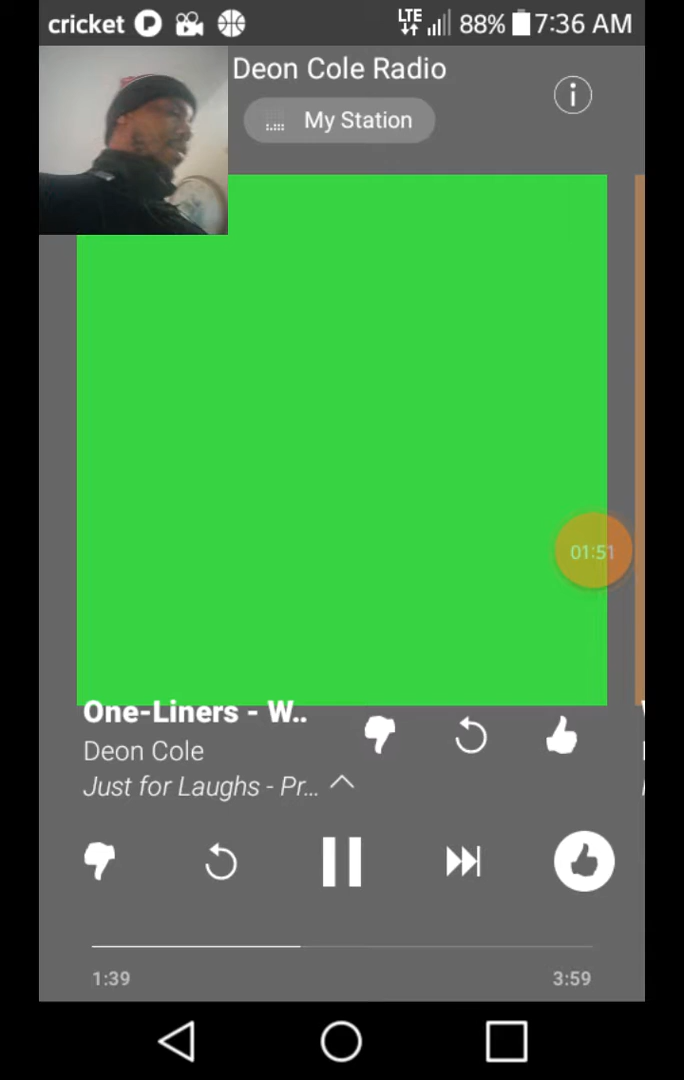 cricket LTE 88% 7:36 AM
Deon Cole Radio
My Station
01:51
One-Liners - W..
Deon Cole
Just for Laughs - Pr...
1:39 3:59